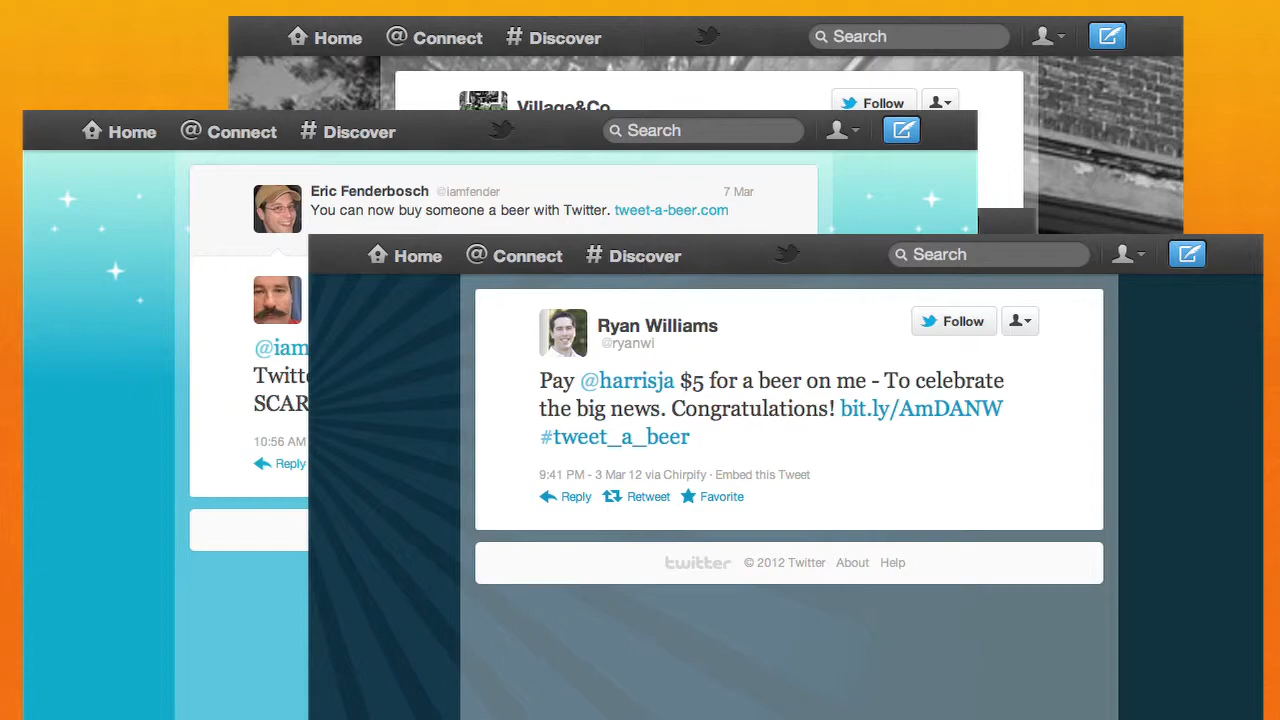 Home Connect Discover Search
Village&Co
Follow
Home Connect Discover Search
Eric Fenderbosch @iamfender 7 Mar
You can now buy someone a beer with Twitter. tweet-a-beer.com
@iam
Twitte
SCAR
10:56 AM
Reply
Home Connect Discover Search
Ryan Williams
@ryanwi
Follow
Pay @harrisja $5 for a beer on me - To celebrate
the big news. Congratulations! bit.ly/AmDANW
#tweet_a_beer
9:41 PM - 3 Mar 12 via Chirpify · Embed this Tweet
Reply Retweet Favorite
twitter © 2012 Twitter About Help